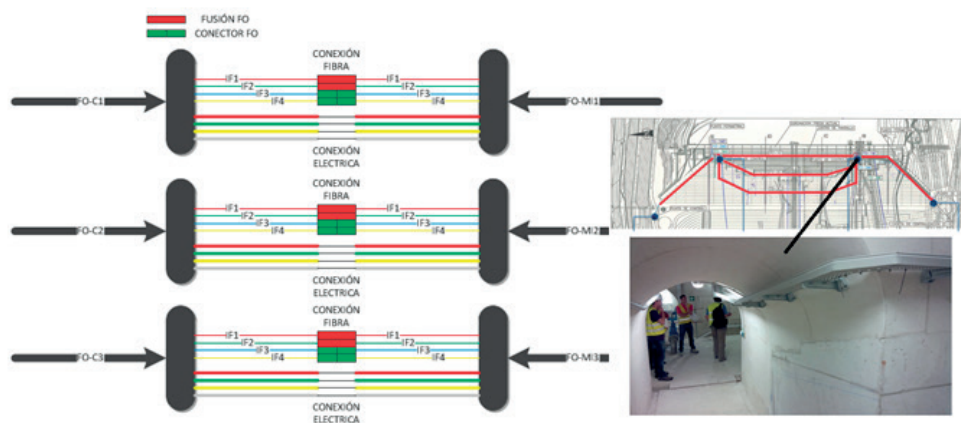 FUSIÓN FO
CONECTOR FO
CONEXIÓN
FIBRA
IF1
IF1
IF2
IF2
IF3
IF3
IF4
IF4
FO-C1
FO-MI1
CONEXIÓN
ELECTRICA
CONEXIÓN
FIBRA
IF1
IF1
IF2
IF2
IF3
IF3
IF4
IF4
FO-C2
FO-MI2
CONEXIÓN
ELECTRICA
CONEXIÓN
FIBRA
IF1
IF1
IF2
IF2
IF3
IF3
IF4
IF4
FO-C3
FO-MI3
CONEXIÓN
ELECTRICA